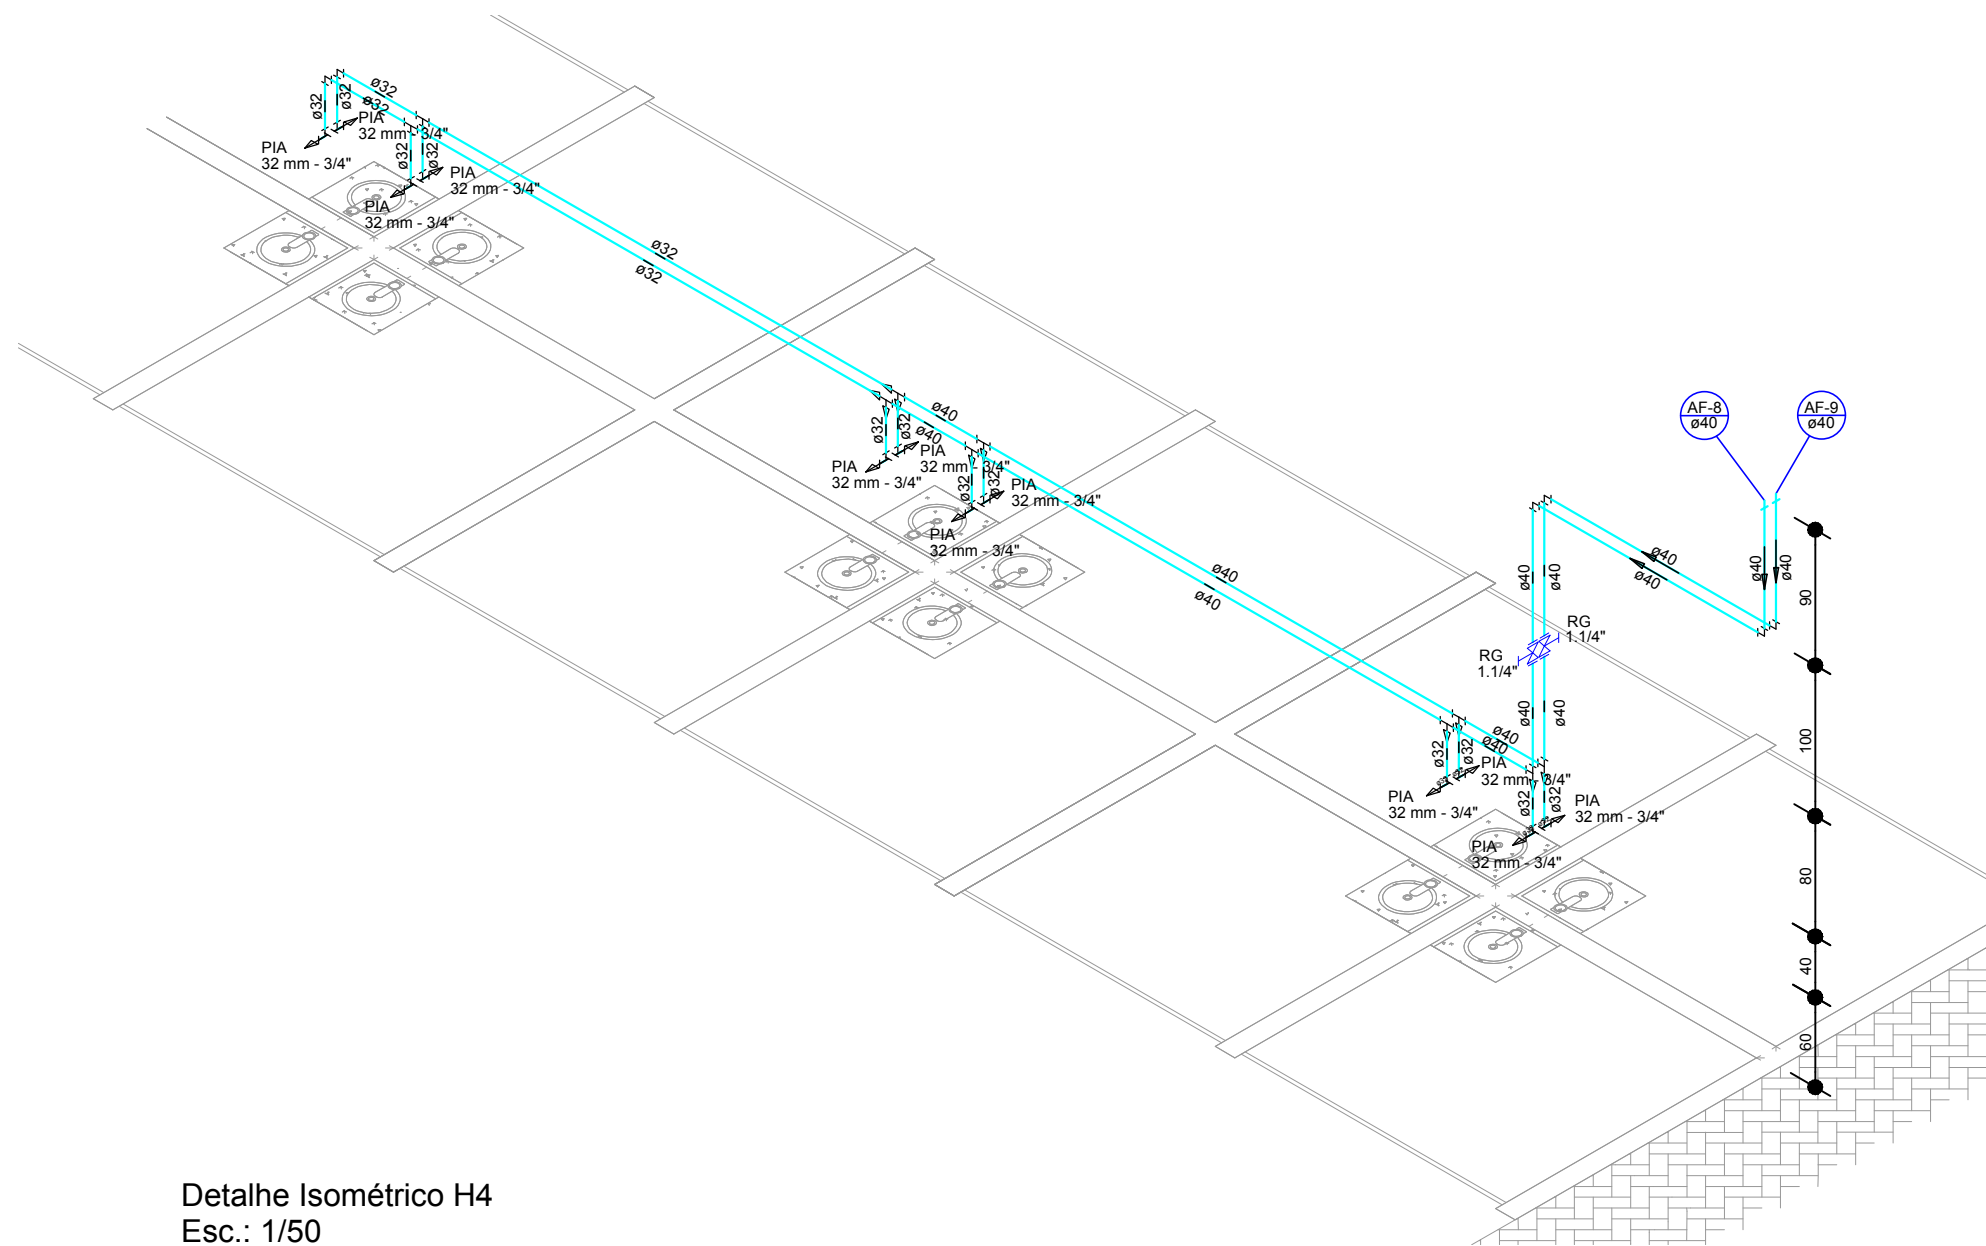 ø32
ø32
ø32
ø32
PIA
32 mm - 3/4"
PIA
32 mm - 3/4"
ø32
ø32
PIA
32 mm - 3/4"
PIA
32 mm - 3/4"
ø32
ø32
ø40
ø40
ø32
ø32
PIA
32 mm - 3/4"
PIA
32 mm - 3/4"
ø32
ø32
PIA
32 mm - 3/4"
PIA
32 mm - 3/4"
ø40
ø40
AF-8
ø40
AF-9
ø40
ø40
ø40
ø40
ø40
ø40
ø40
90
RG
1.1/4"
RG
1.1/4"
ø40
ø40
100
ø40
ø40
ø32
ø32
PIA
32 mm - 3/4"
PIA
32 mm - 3/4"
ø32
ø32
PIA
32 mm - 3/4"
PIA
32 mm - 3/4"
80
40
60
Detalhe Isométrico H4
Esc.: 1/50